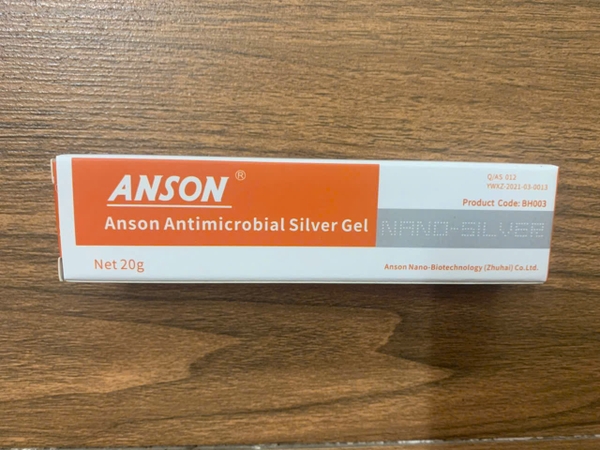 ANSON®
Anson Antimicrobial Silver Gel
Net 20g
QJAS 012
YWXZ-2021-03-0013
Product Code: BH003
NANO-SILVER
Anson Nano-Biotechnology (Zhuhai) Co.Ltd.